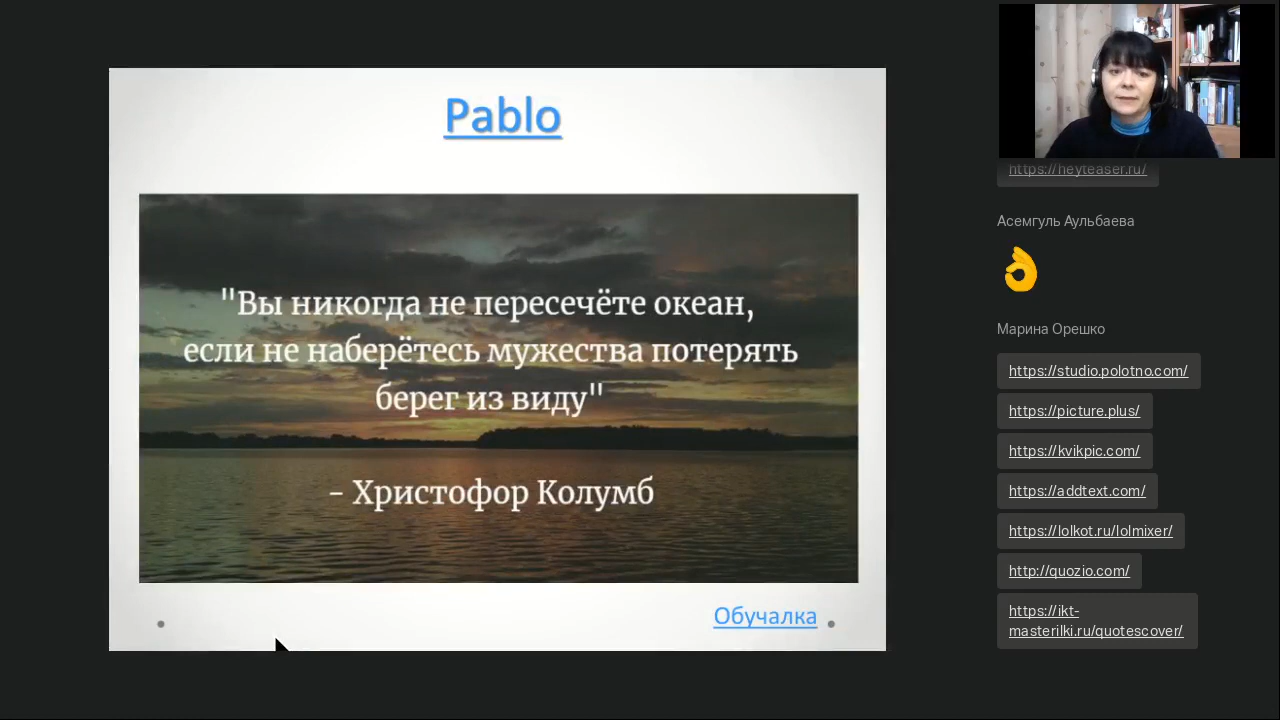 Pablo
"Вы никогда не пересечёте океан,
если не наберётесь мужества потерять
берег из виду"
- Христофор Колумб
Обучалка
https://heyteaser.ru/
Асемгуль Аульбаева
Марина Орешко
https://studio.polotno.com/
https://picture.plus/
https://kvikpic.com/
https://addtext.com/
https://lolkot.ru/lolmixer/
http://quozio.com/
https://ikt-
masterilki.ru/quotescover/